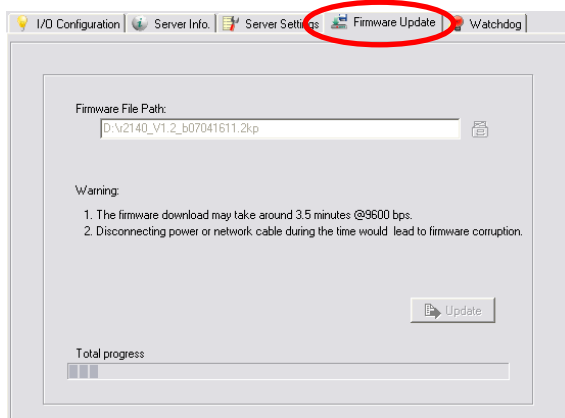 I/O Configuration Server Info. Server Settings Firmware Update Watchdog
Firmware File Path:
D:\r2140_V1.2_b07041611.2kp
Warning:
1. The firmware download may take around 3.5 minutes @9600 bps.
2. Disconnecting power or network cable during the time would lead to firmware corruption.
Update
Total progress